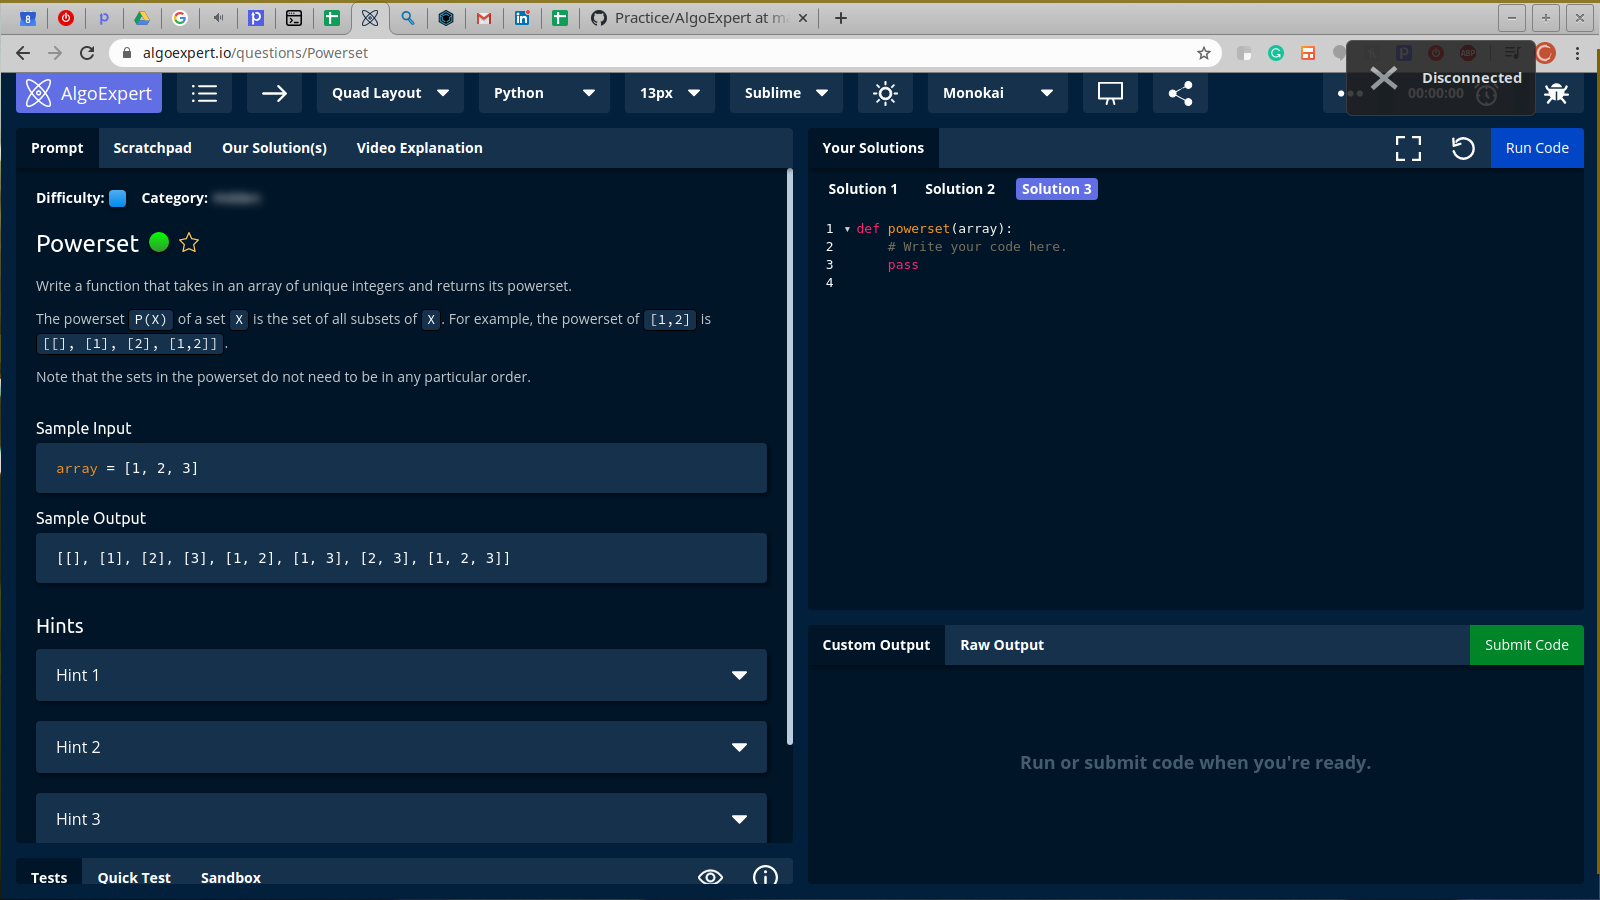 Practice/AlgoExpert at m
algoexpert.io/questions/Powerset
Disconnected
AlgoExpert
Quad Layout
Python
13px
Sublime
Monokai
00:00:00
Prompt
Scratchpad
Our Solution(s)
Video Explanation
Your Solutions
Run Code
Difficulty:
Category:
Solution 1
Solution 2
Solution 3
Powerset
1 def powerset(array):
2 # Write your code here.
3 pass
4
Write a function that takes in an array of unique integers and returns its powerset.
The powerset P(X) of a set X is the set of all subsets of X. For example, the powerset of [1,2] is
[[], [1], [2], [1,2]].
Note that the sets in the powerset do not need to be in any particular order.
Sample Input
array = [1, 2, 3]
Sample Output
[[], [1], [2], [3], [1, 2], [1, 3], [2, 3], [1, 2, 3]]
Hints
Hint 1
Hint 2
Hint 3
Custom Output
Raw Output
Submit Code
Run or submit code when you're ready.
Tests
Quick Test
Sandbox